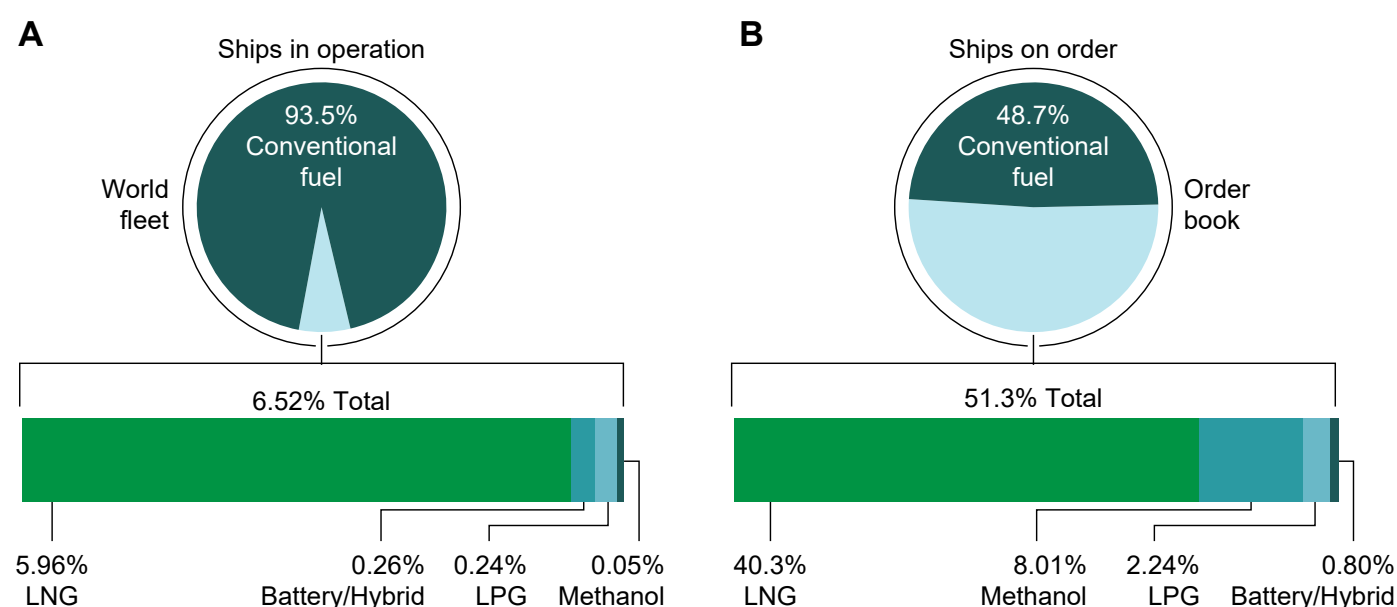 A
Ships in operation
93.5%
Conventional
fuel
World
fleet
6.52% Total
5.96%
LNG
0.26%
Battery/Hybrid
0.24%
LPG
0.05%
Methanol
B
Ships on order
48.7%
Conventional
fuel
Order
book
51.3% Total
40.3%
LNG
8.01%
Methanol
2.24%
LPG
0.80%
Battery/Hybrid